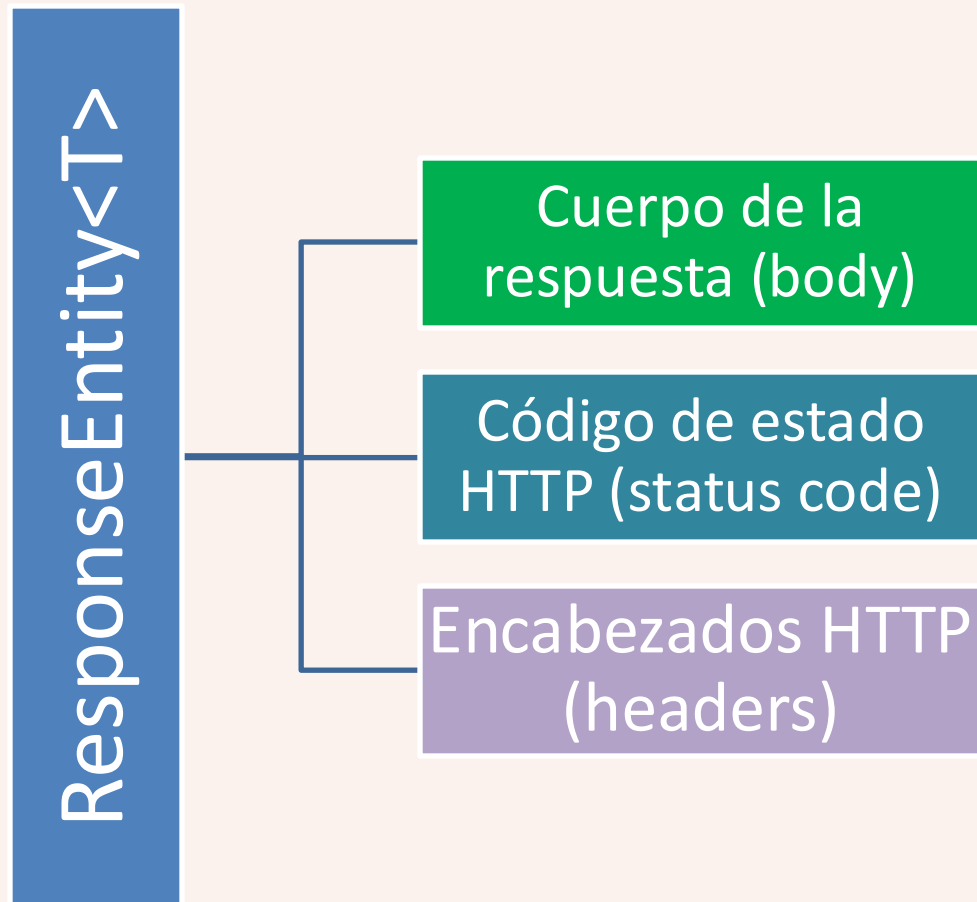 ResponseEntity<T>
Cuerpo de la
respuesta (body)
Código de estado
HTTP (status code)
Encabezados HTTP
(headers)